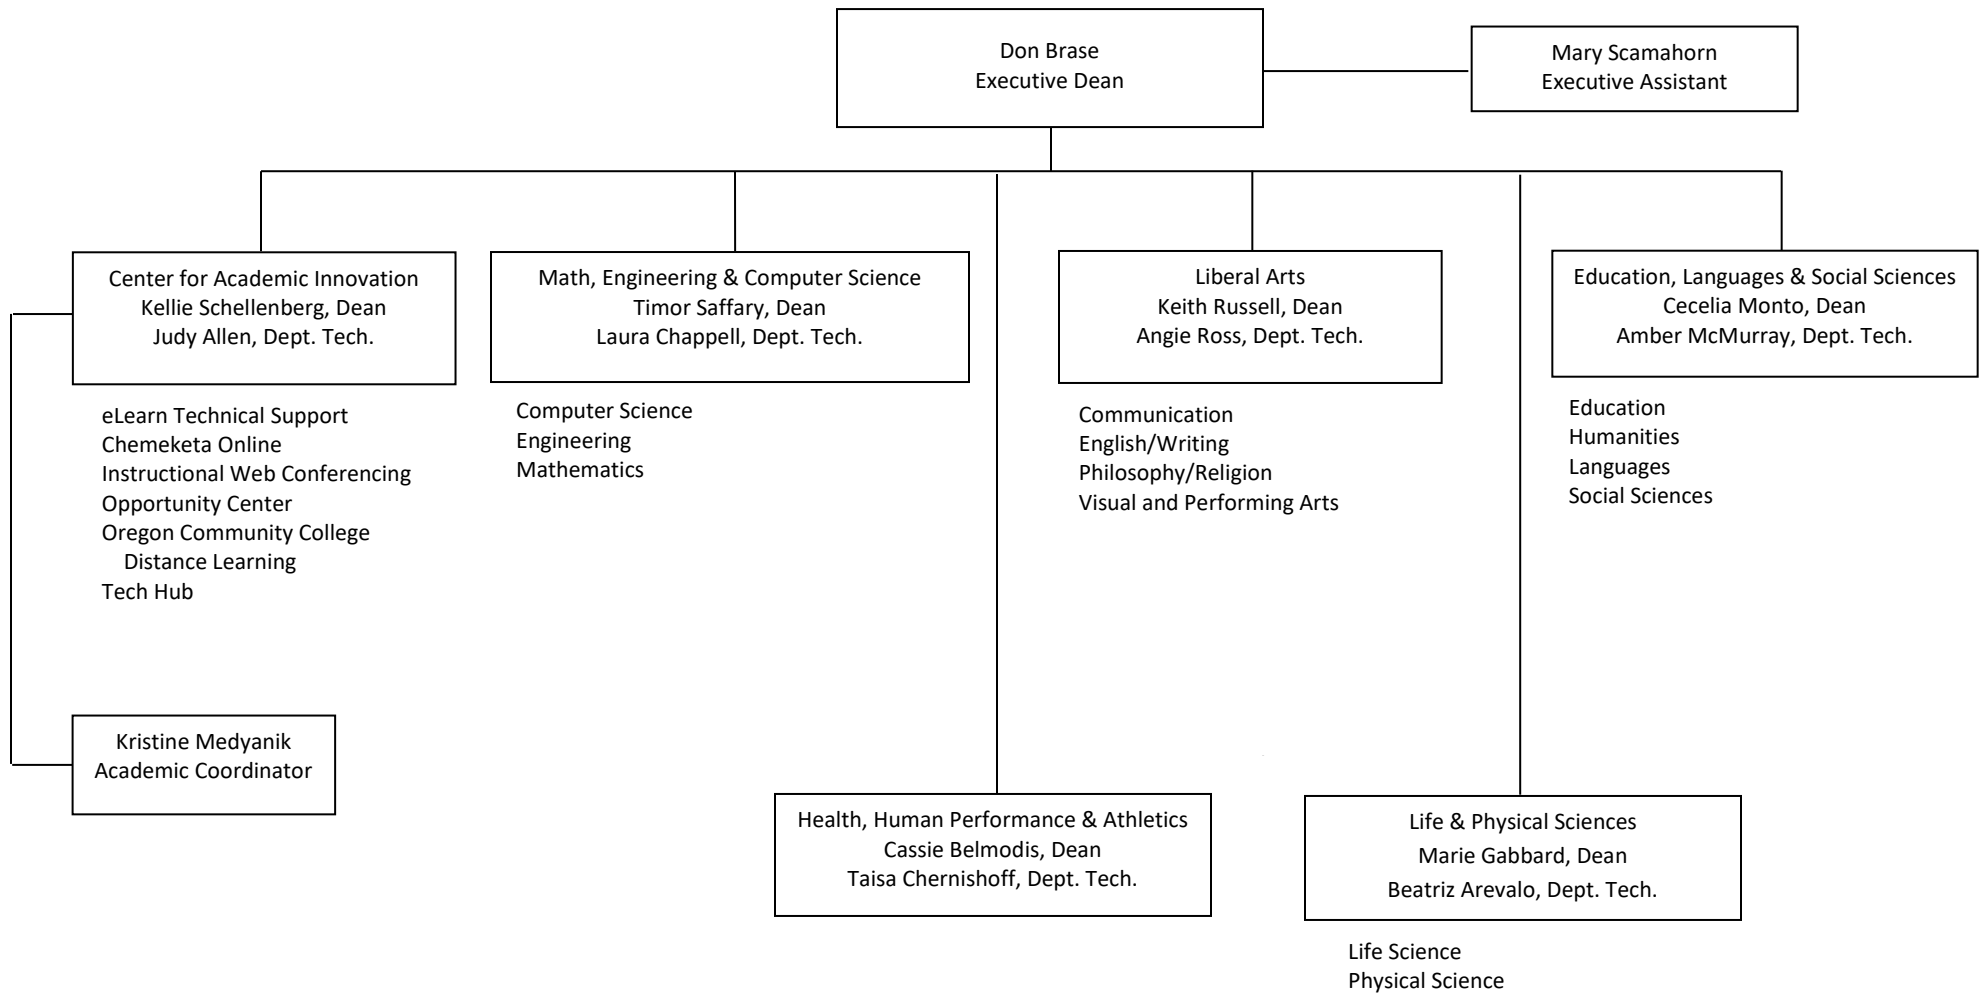 Don Brase
Executive Dean
Mary Scamahorn
Executive Assistant
Center for Academic Innovation
Kellie Schellenberg, Dean
Judy Allen, Dept. Tech.
eLearn Technical Support
Chemeketa Online
Instructional Web Conferencing
Opportunity Center
Oregon Community College
Distance Learning
Tech Hub
Math, Engineering & Computer Science
Timor Saffary, Dean
Laura Chappell, Dept. Tech.
Computer Science
Engineering
Mathematics
Liberal Arts
Keith Russell, Dean
Angie Ross, Dept. Tech.
Communication
English/Writing
Philosophy/Religion
Visual and Performing Arts
Education, Languages & Social Sciences
Cecelia Monto, Dean
Amber McMurray, Dept. Tech.
Education
Humanities
Languages
Social Sciences
Kristine Medyanik
Academic Coordinator
Health, Human Performance & Athletics
Cassie Belmodis, Dean
Taisa Chernishoff, Dept. Tech.
Life & Physical Sciences
Marie Gabbard, Dean
Beatriz Arevalo, Dept. Tech.
Life Science
Physical Science